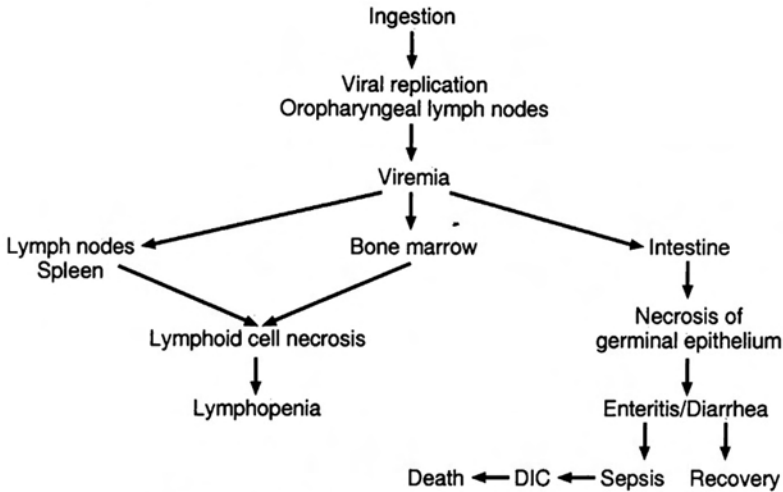 Ingestion
Viral replication
Oropharyngeal lymph nodes
Viremia
Lymph nodes
Spleen
Bone marrow
Intestine
Lymphoid cell necrosis
Necrosis of
germinal epithelium
Lymphopenia
Enteritis/Diarrhea
Death
DIC
Sepsis
Recovery